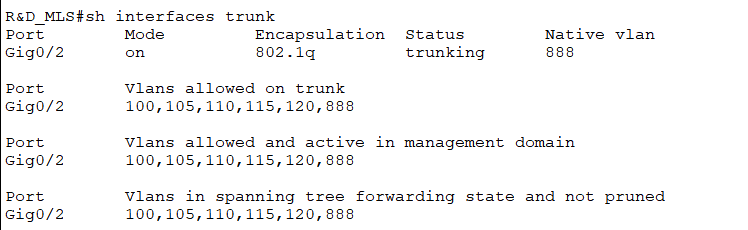 R&D_MLS#sh interfaces trunk
Port Mode Encapsulation Status Native vlan
Gig0/2 on 802.1q trunking 888
Port Vlans allowed on trunk
Gig0/2 100,105,110,115,120,888
Port Vlans allowed and active in management domain
Gig0/2 100,105,110,115,120,888
Port Vlans in spanning tree forwarding state and not pruned
Gig0/2 100,105,110,115,120,888